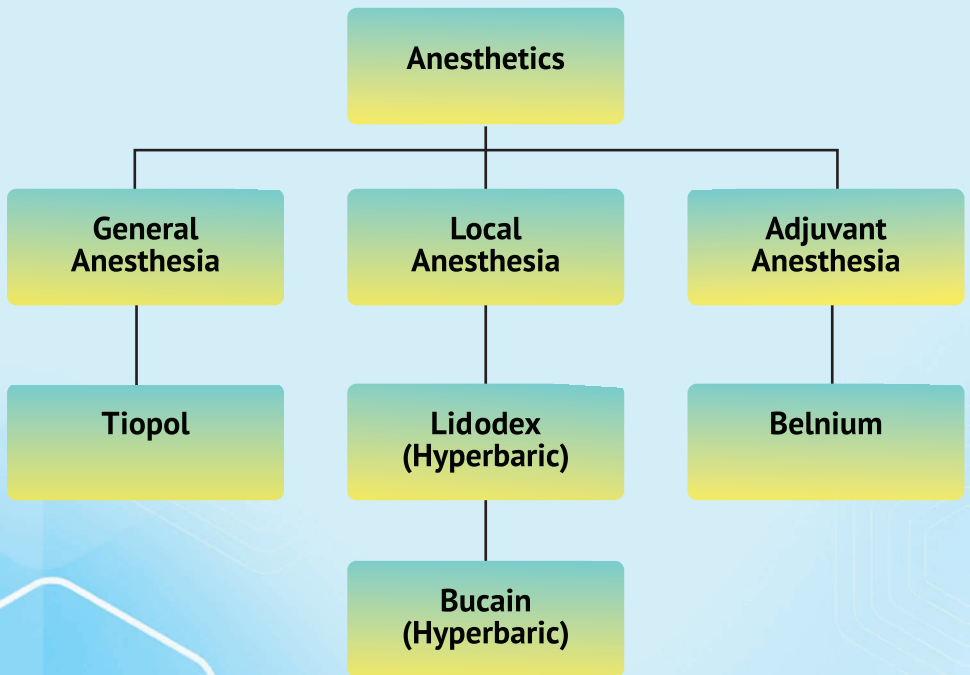 Anesthetics
General
Anesthesia
Local
Anesthesia
Adjuvant
Anesthesia
Tiopol
Lidodex
(Hyperbaric)
Belnium
Bucain
(Hyperbaric)